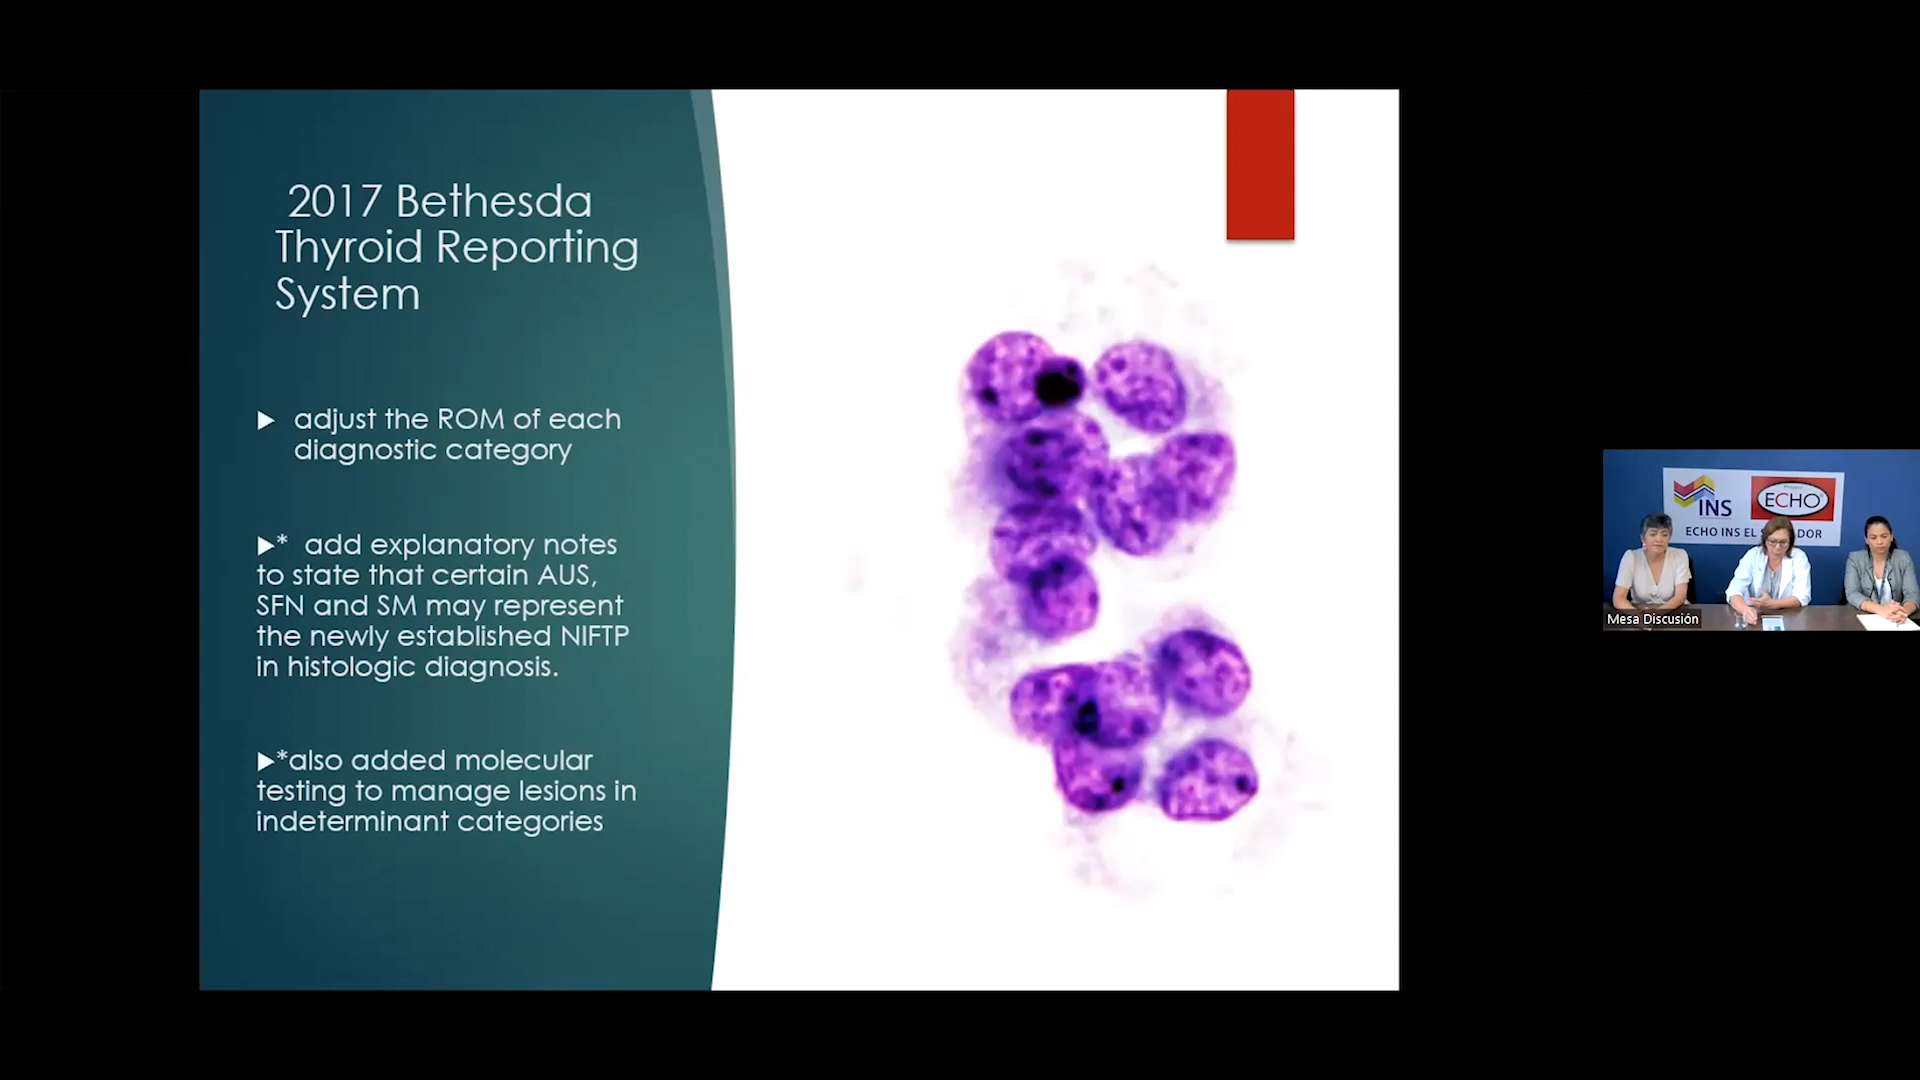 2017 Bethesda
Thyroid Reporting
System
adjust the ROM of each
diagnostic category
* add explanatory notes
to state that certain AUS,
SFN and SM may represent
the newly established NIFTP
in histologic diagnosis.
*also added molecular
testing to manage lesions in
indeterminant categories
INS
Project
ECHO
ECHO INS EL S DOR
Mesa Discusión